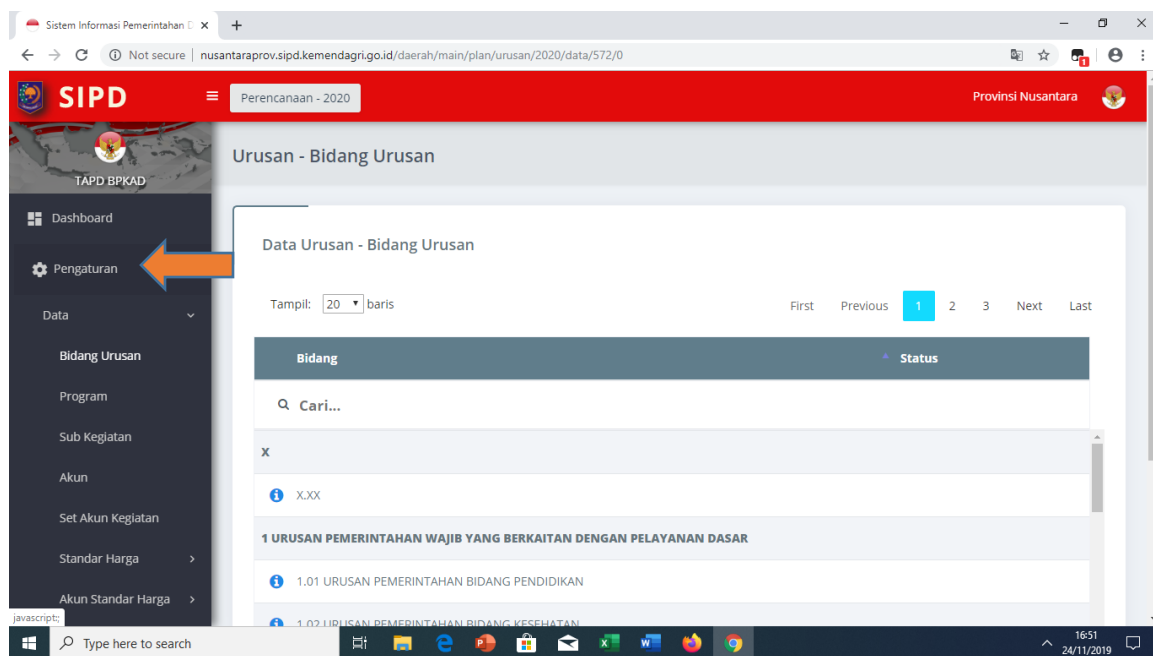 Sistem Informasi Pemerintahan D
Not secure | nusantaraprov.sipd.kemendagri.go.id/daerah/main/plan/urusan/2020/data/572/0
1
SIPD
Perencanaan - 2020
Provinsi Nusantara
TAPD BPKAD
Urusan - Bidang Urusan
Dashboard
Pengaturan
Data
Bidang Urusan
Program
Sub Kegiatan
Akun
Set Akun Kegiatan
Standar Harga
Akun Standar Harga
javascript:;
Data Urusan - Bidang Urusan
Tampil: 20 baris
First Previous 1 2 3 Next Last
Bidang Status
Cari...
X
X.XX
1 URUSAN PEMERINTAHAN WAJIB YANG BERKAITAN DENGAN PELAYANAN DASAR
1.01 URUSAN PEMERINTAHAN BIDANG PENDIDIKAN
1.02 URUSAN PEMERINTAHAN BIDANG KESEHATAN
Type here to search
16:51
24/11/2019